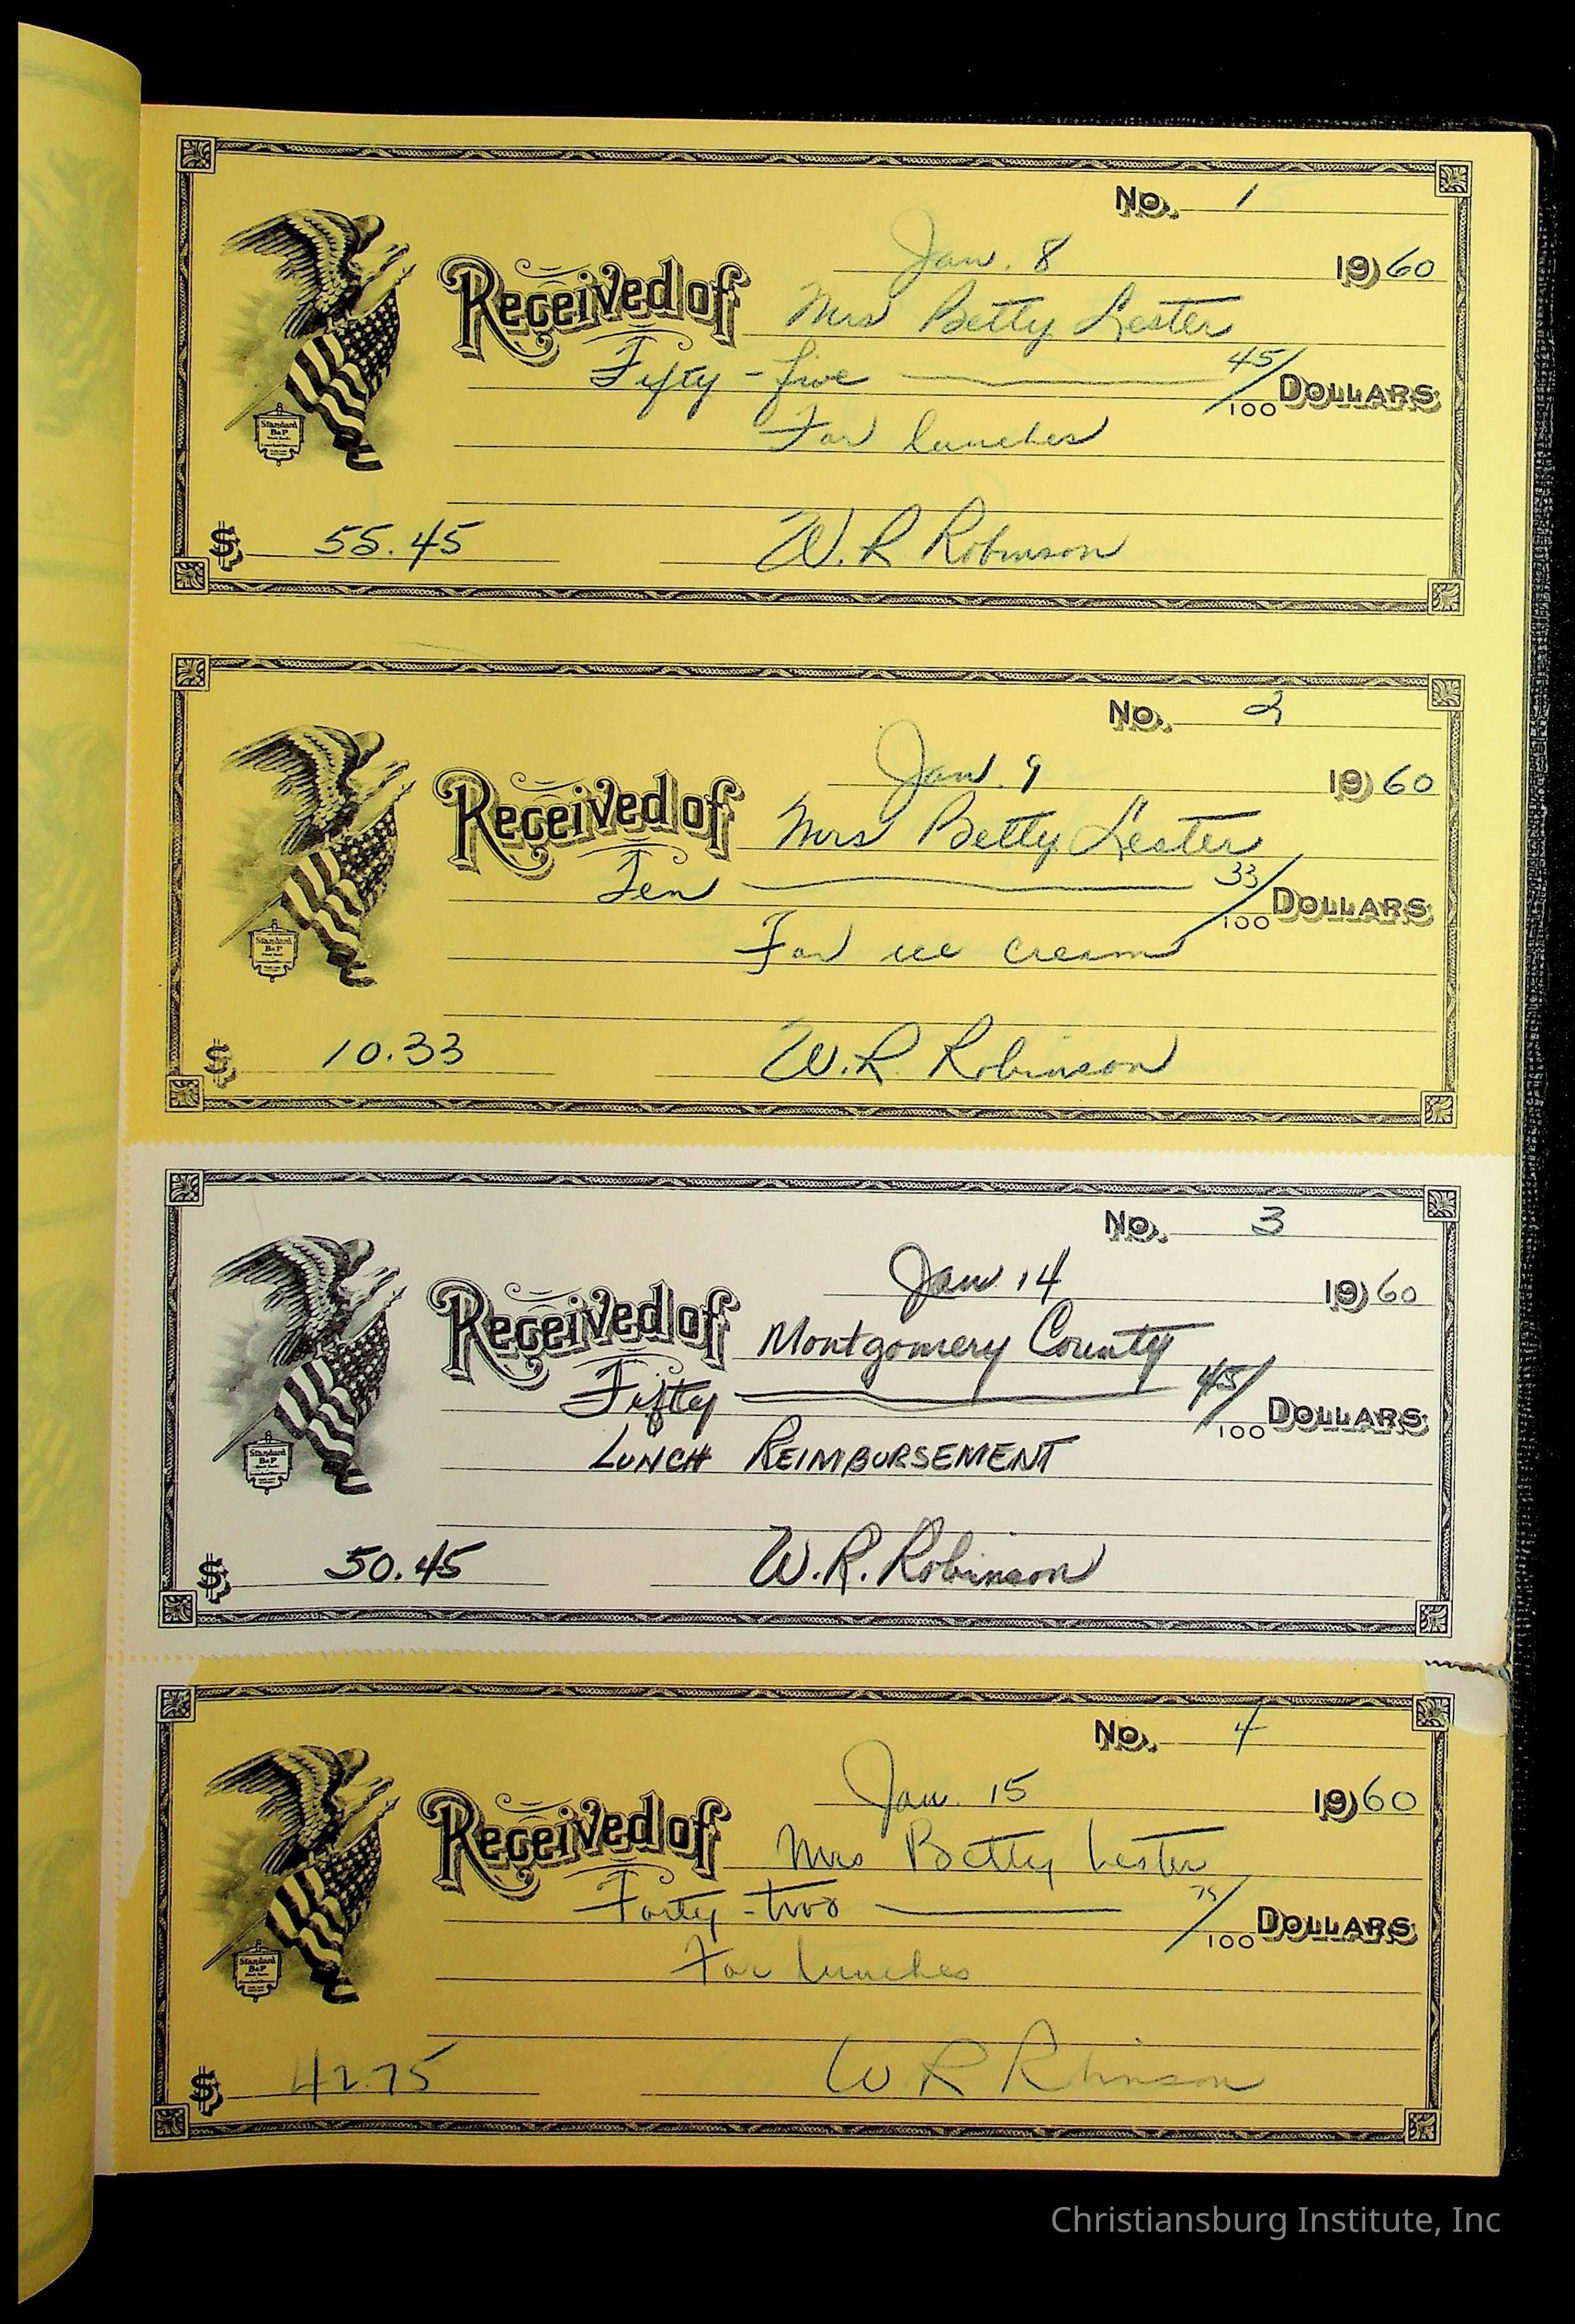 No. 1
Jan. 8 1960
Received of Mrs Betty Lester
Fifty-five 45/100 DOLLARS
For lunches
Standard
B&P
$ 55.45 W. R Robinson
No. 2
Jan. 9 1960
Received of Mrs Betty Lester
Ten 33/100 DOLLARS
For ice cream
Standard
B&P
$ 10.33 W. R. Robinson
No. 3
Jan. 14 1960
Received of Montgomery County
Fifty 45/100 DOLLARS
LUNCH REIMBURSEMENT
Standard
B&P
$ 50.45 W. R. Robinson
No. 4
Jan. 15 1960
Received of Mrs Betty Lester
Forty-two 75/100 DOLLARS
For lunches
Standard
B&P
$ 42.75 W R Robinson
Christiansburg Institute, Inc